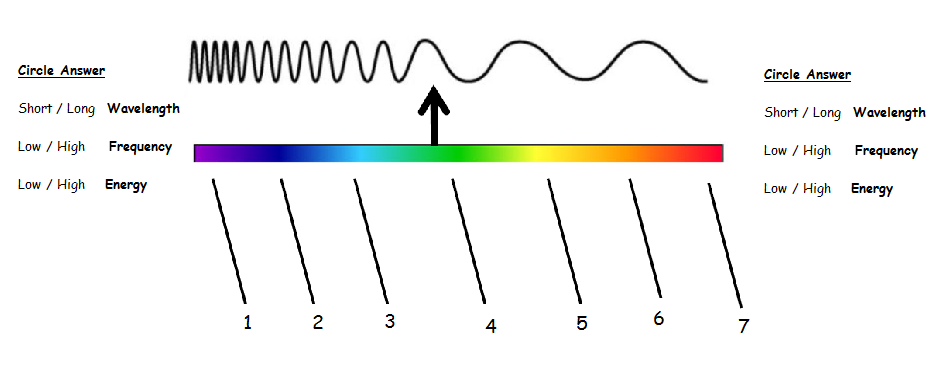 Circle Answer
Short / Long Wavelength
Low / High Frequency
Low / High Energy
Circle Answer
Short / Long Wavelength
Low / High Frequency
Low / High Energy
1 2 3 4 5 6 7